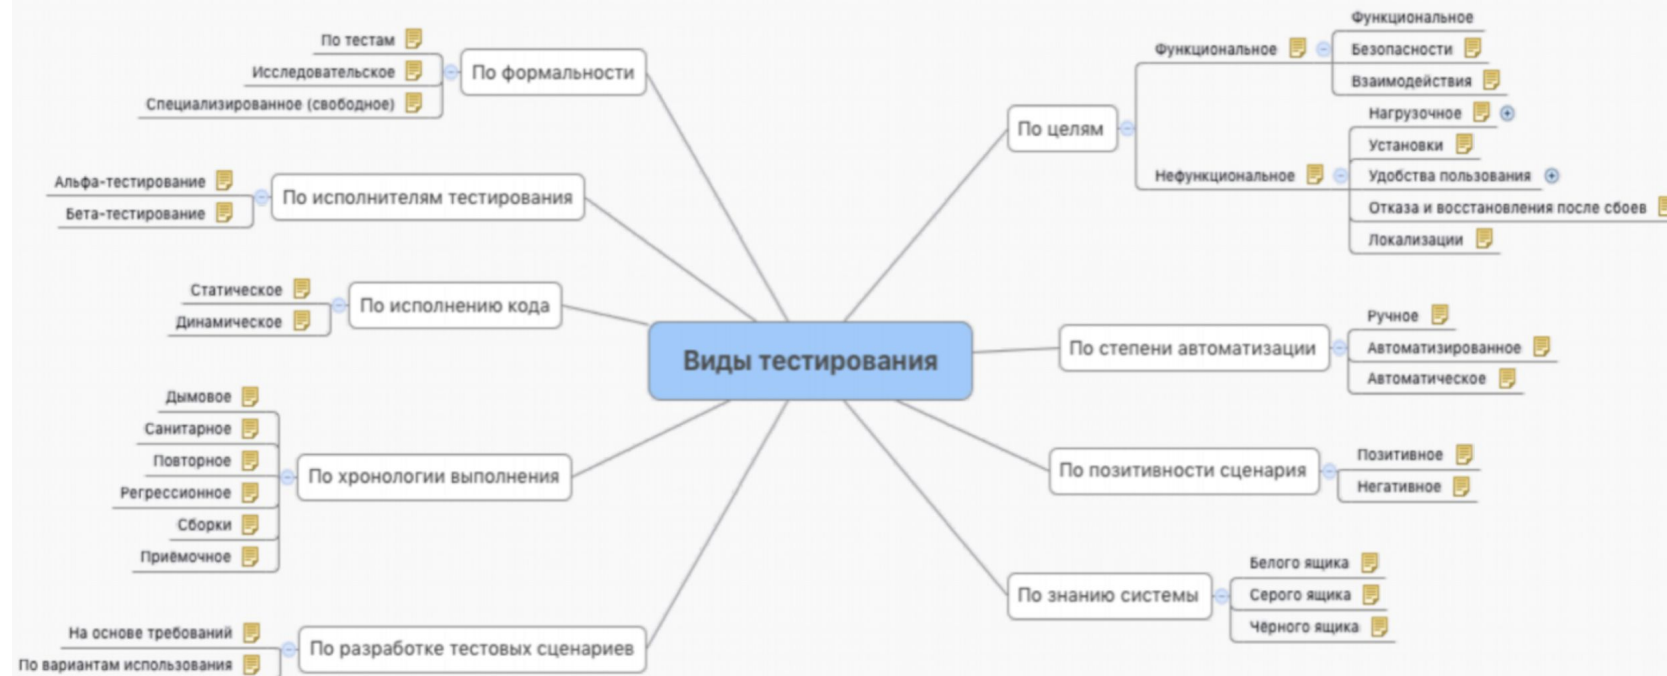 Виды тестирования
По формальности
По тестам
Исследовательское
Специализированное (свободное)
По исполнителям тестирования
Альфа-тестирование
Бета-тестирование
По исполнению кода
Статическое
Динамическое
По хронологии выполнения
Дымовое
Санитарное
Повторное
Регрессионное
Сборки
Приёмочное
По разработке тестовых сценариев
На основе требований
По вариантам использования
По целям
Функциональное
Функциональное
Безопасности
Взаимодействия
Нефункциональное
Нагрузочное
Установки
Удобства пользования
Отказа и восстановления после сбоев
Локализации
По степени автоматизации
Ручное
Автоматизированное
Автоматическое
По позитивности сценария
Позитивное
Негативное
По знанию системы
Белого ящика
Серого ящика
Чёрного ящика